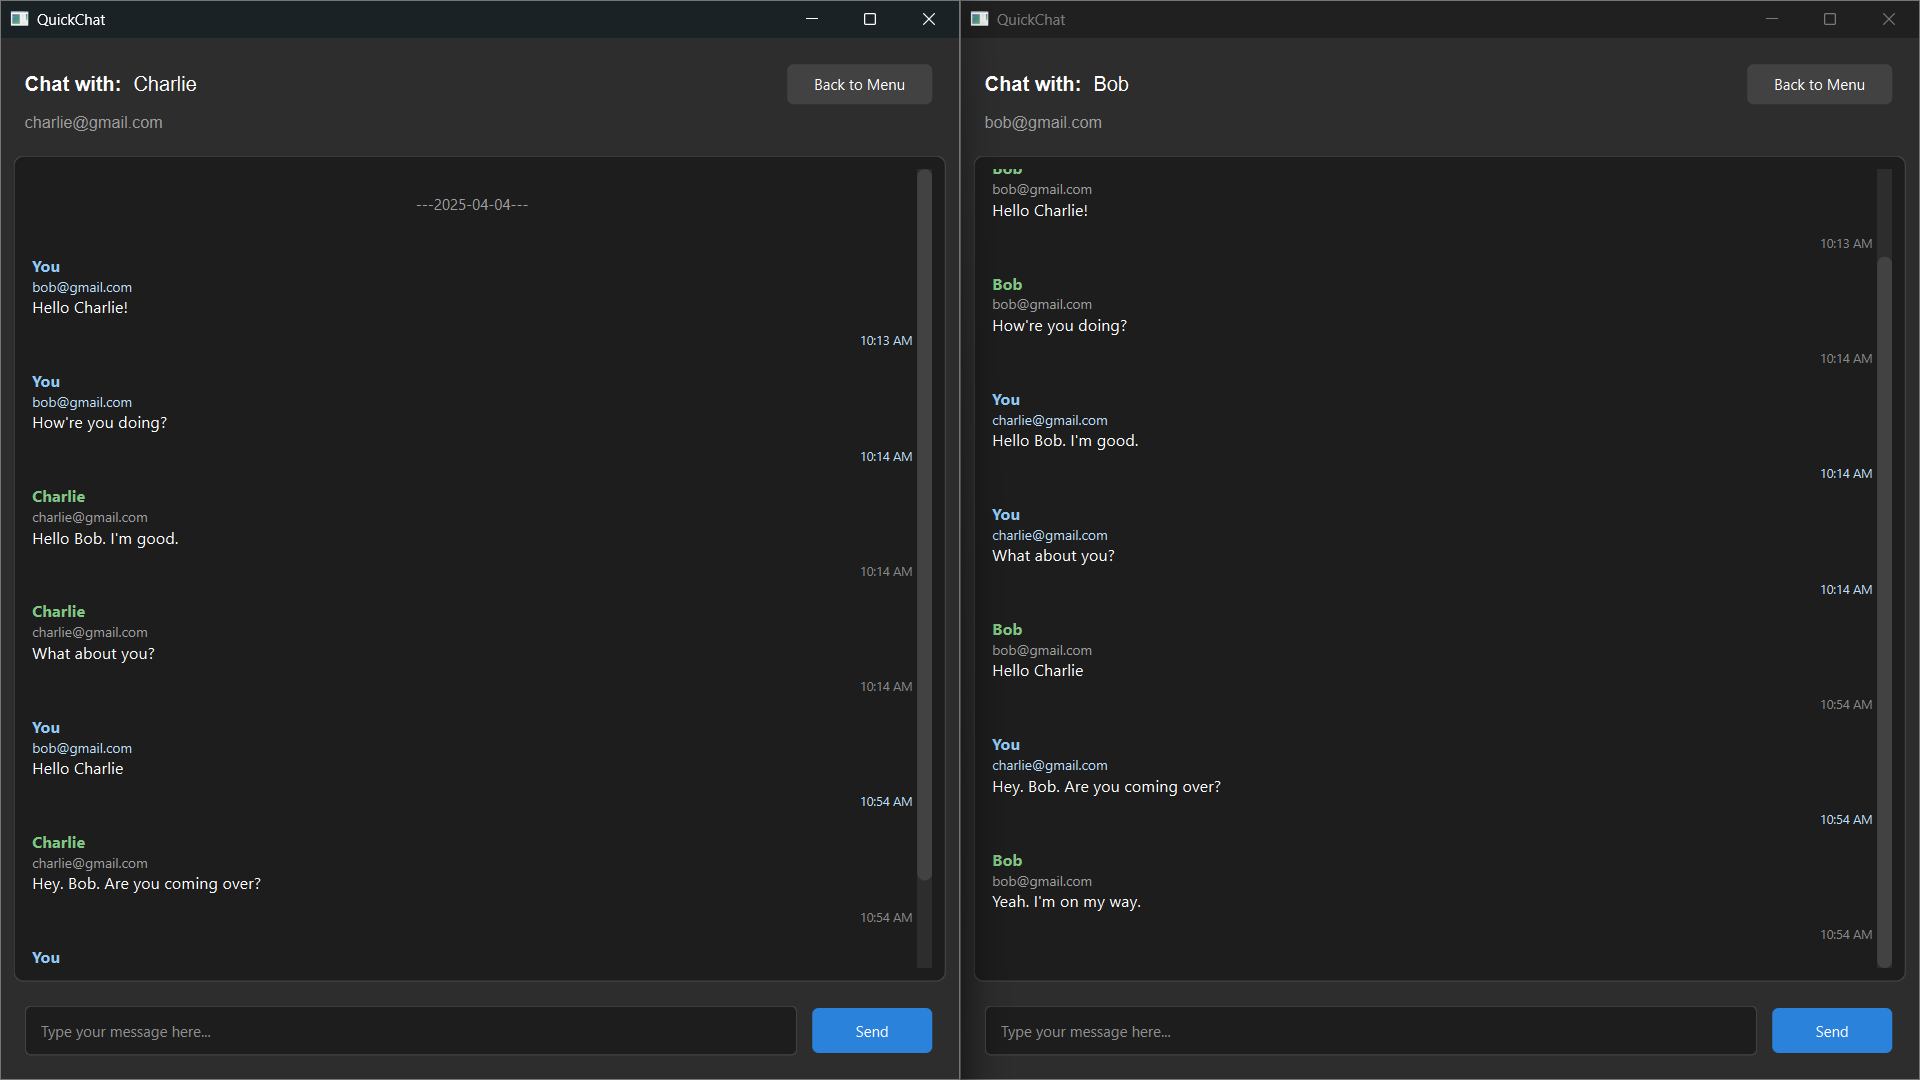 QuickChat
Chat with: Charlie
Back to Menu
charlie@gmail.com
---2025-04-04---
You
bob@gmail.com
Hello Charlie!
10:13 AM
You
bob@gmail.com
How're you doing?
10:14 AM
Charlie
charlie@gmail.com
Hello Bob. I'm good.
10:14 AM
Charlie
charlie@gmail.com
What about you?
10:14 AM
You
bob@gmail.com
Hello Charlie
10:54 AM
Charlie
charlie@gmail.com
Hey. Bob. Are you coming over?
10:54 AM
You
Type your message here...
Send
QuickChat
Chat with: Bob
Back to Menu
bob@gmail.com
Bob
bob@gmail.com
Hello Charlie!
10:13 AM
Bob
bob@gmail.com
How're you doing?
10:14 AM
You
charlie@gmail.com
Hello Bob. I'm good.
10:14 AM
You
charlie@gmail.com
What about you?
10:14 AM
Bob
bob@gmail.com
Hello Charlie
10:54 AM
You
charlie@gmail.com
Hey. Bob. Are you coming over?
10:54 AM
Bob
bob@gmail.com
Yeah. I'm on my way.
10:54 AM
Type your message here...
Send